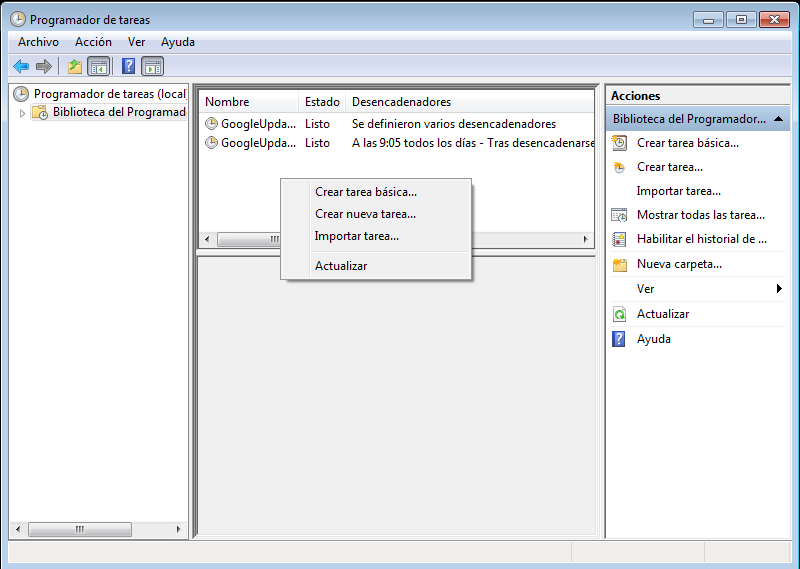 Programador de tareas
Archivo Acción Ver Ayuda
Programador de tareas (local
Biblioteca del Programad
Nombre Estado Desencadenadores
GoogleUpda... Listo Se definieron varios desencadenadores
GoogleUpda... Listo A las 9:05 todos los días - Tras desencadenarse
Crear tarea básica...
Crear nueva tarea...
Importar tarea...
Actualizar
Acciones
Biblioteca del Programador...
Crear tarea básica...
Crear tarea...
Importar tarea...
Mostrar todas las tarea...
Habilitar el historial de ...
Nueva carpeta...
Ver
Actualizar
Ayuda